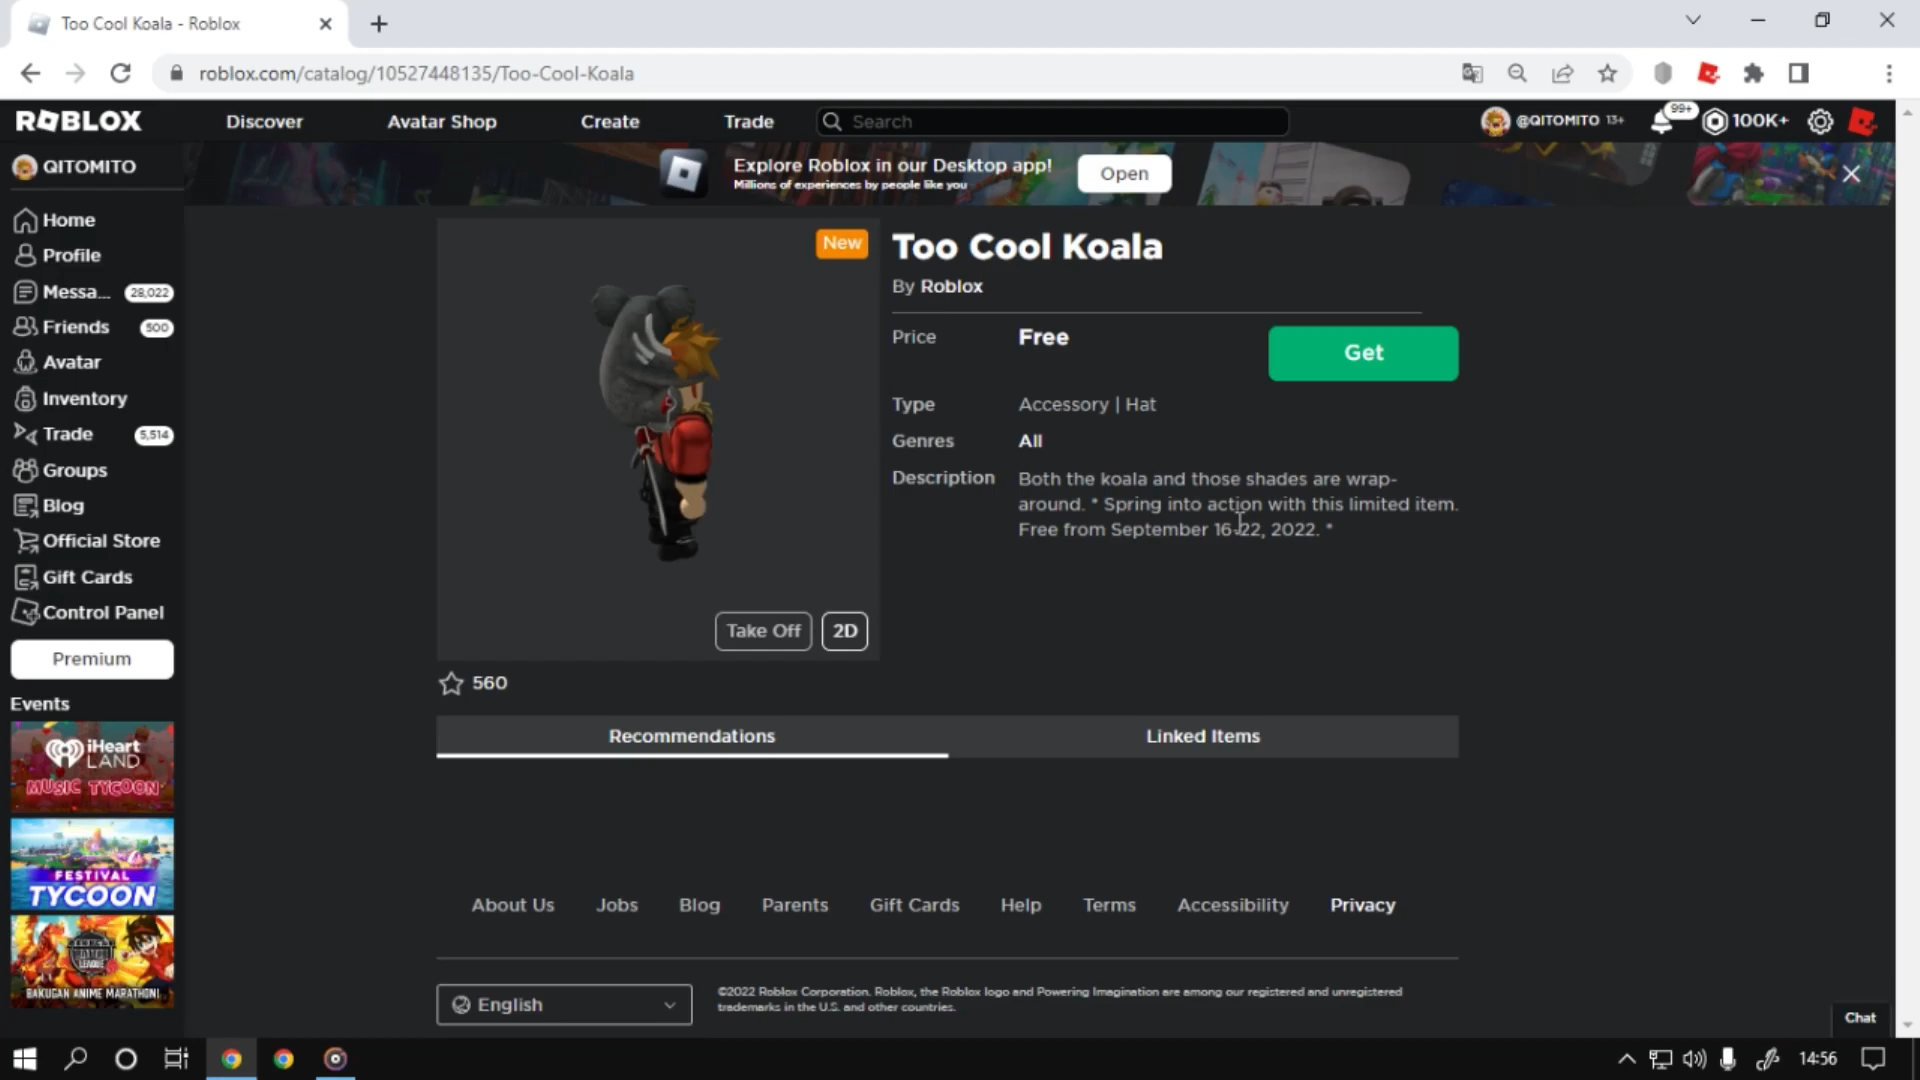 Too Cool Koala - Roblox
roblox.com/catalog/10527448135/Too-Cool-Koala
ROBLOX
Discover
Avatar Shop
Create
Trade
Search
@QITOMITO 13+
99+
100K+
QITOMITO
Explore Roblox in our Desktop app!
Millions of experiences by people like you
Open
Home
Profile
Messa... 28,022
Friends 500
Avatar
Inventory
Trade 5,514
Groups
Blog
Official Store
Gift Cards
Control Panel
Premium
Events
iHeart
LAND
MUSIC TYCOON
FESTIVAL
TYCOON
BAKUGAN ANIME MARATHON!
New
Take Off
2D
560
Too Cool Koala
By Roblox
Price Free
Get
Type Accessory | Hat
Genres All
Description Both the koala and those shades are wrap-
around. * Spring into action with this limited item.
Free from September 16-22, 2022. *
Recommendations
Linked Items
About Us Jobs Blog Parents Gift Cards Help Terms Accessibility Privacy
English
©2022 Roblox Corporation. Roblox, the Roblox logo and Powering Imagination are among our registered and unregistered
trademarks in the U.S. and other countries.
Chat
14:56